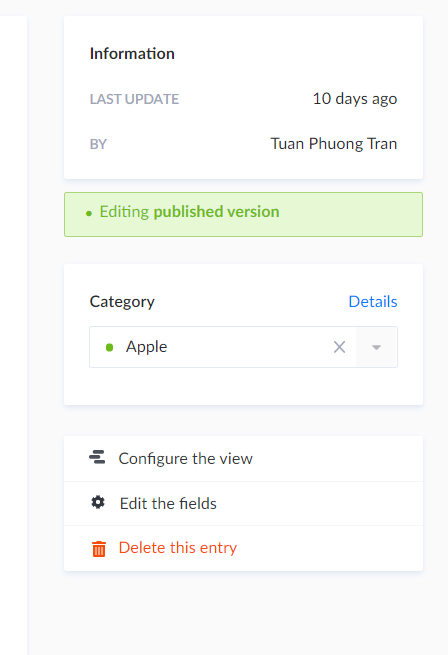 Information
LAST UPDATE 10 days ago
BY Tuan Phuong Tran
Editing published version
Category Details
Apple
Configure the view
Edit the fields
Delete this entry